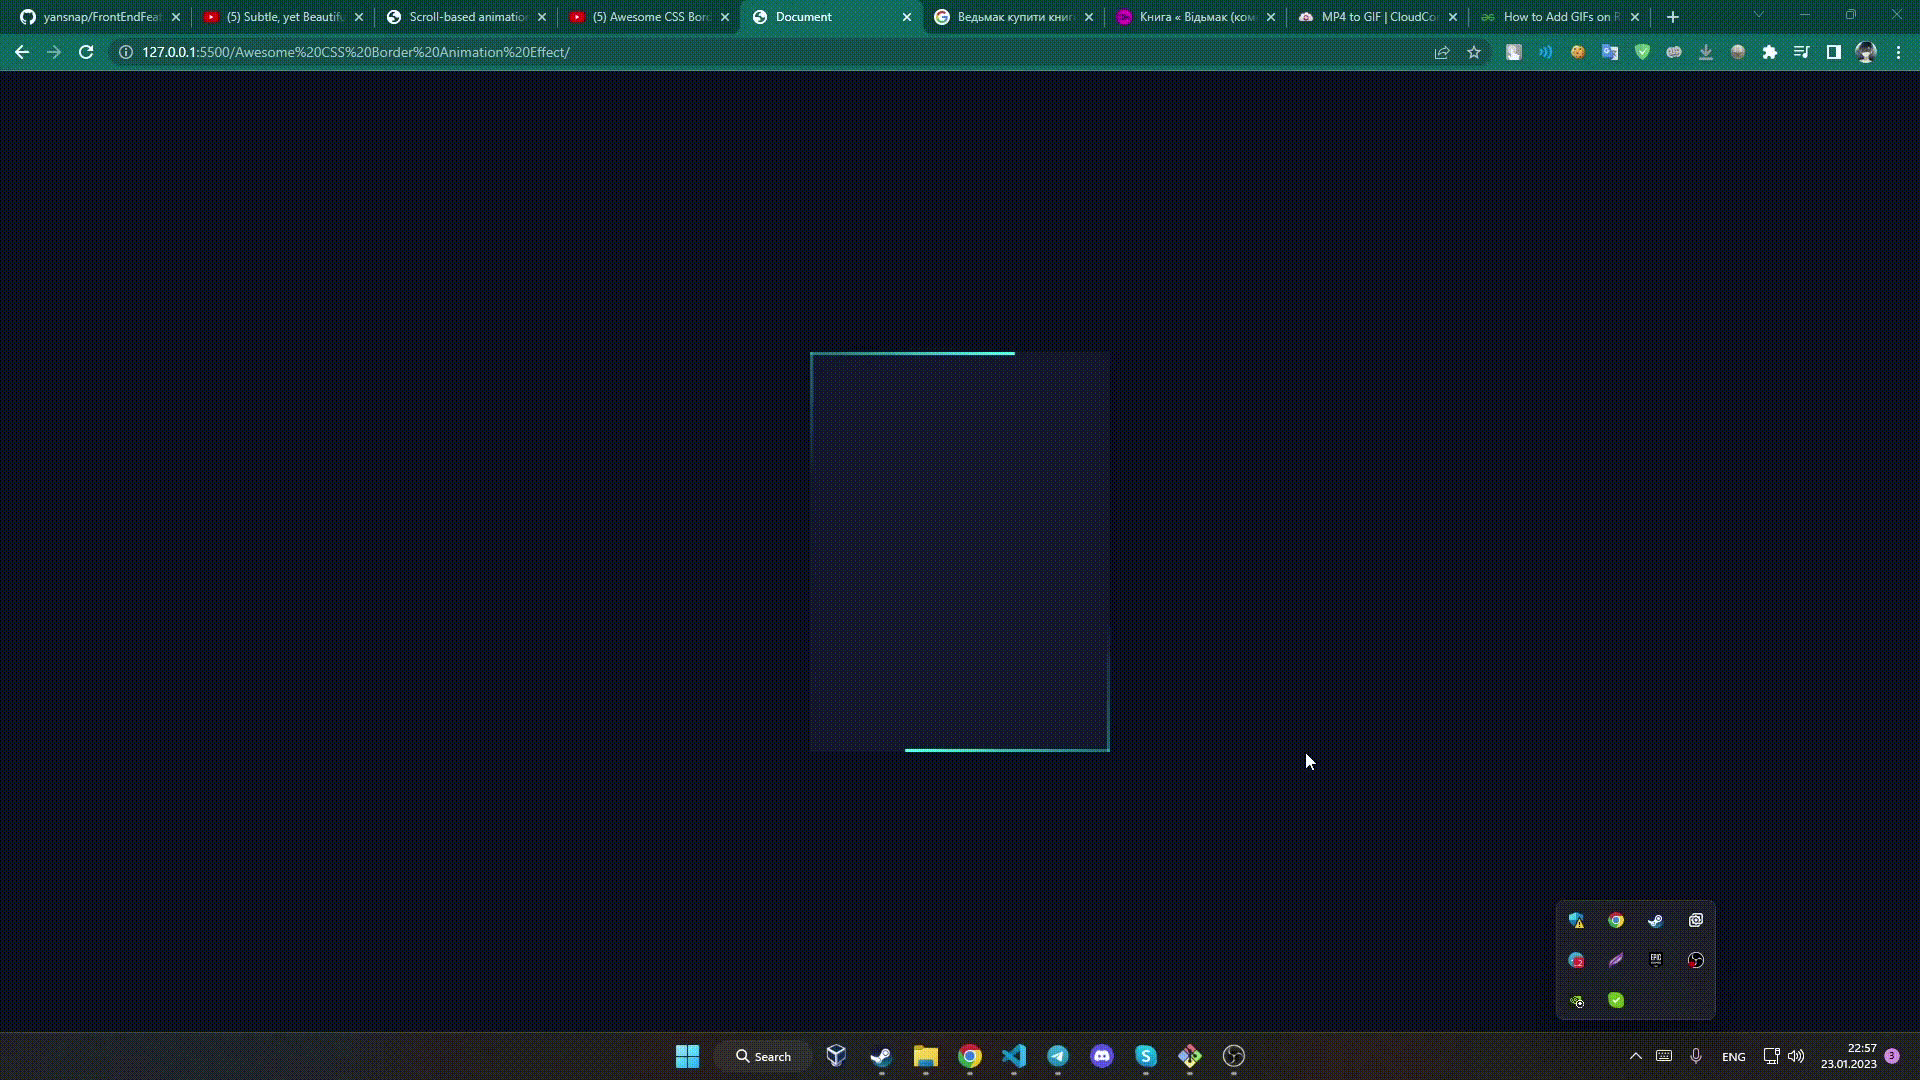 yansnap/FrontEndFeat
(5) Subtle, yet Beautifu
Scroll-based animation
(5) Awesome CSS Bord
Document
Ведьмак купити книг
Книга « Відьмак (ком
MP4 to GIF | CloudCo
How to Add GIFs on R
127.0.0.1:5500/Awesome%20CSS%20Border%20Animation%20Effect/
Search
ENG
22:57
23.01.2023
3